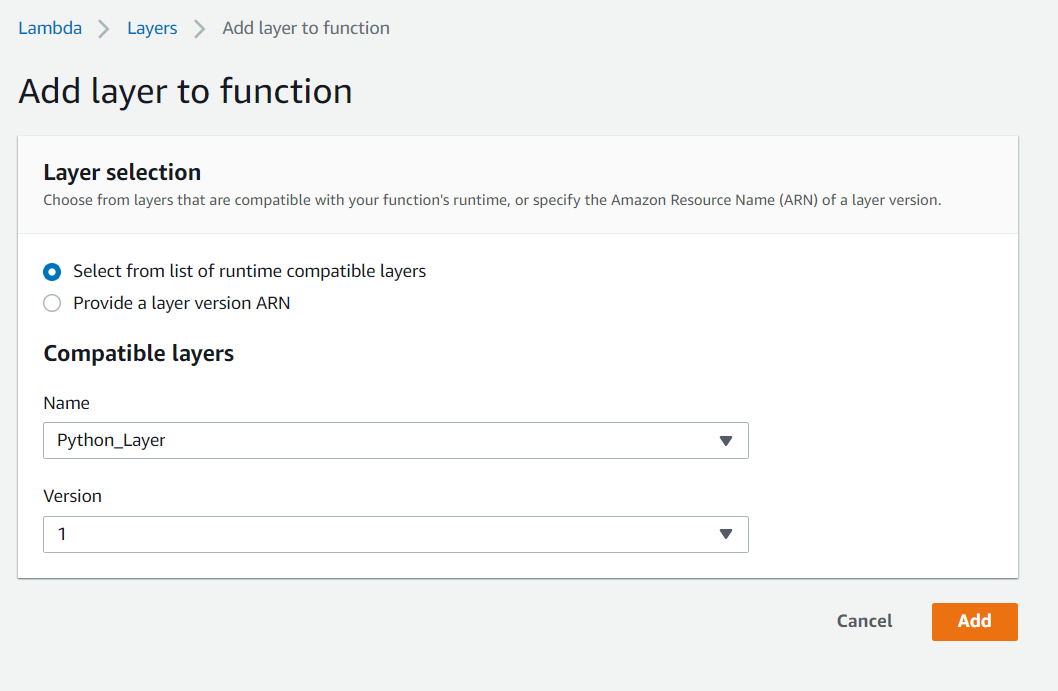 Lambda > Layers > Add layer to function
Add layer to function
Layer selection
Choose from layers that are compatible with your function's runtime, or specify the Amazon Resource Name (ARN) of a layer version.
Select from list of runtime compatible layers
Provide a layer version ARN
Compatible layers
Name
Python_Layer
Version
1
Cancel Add